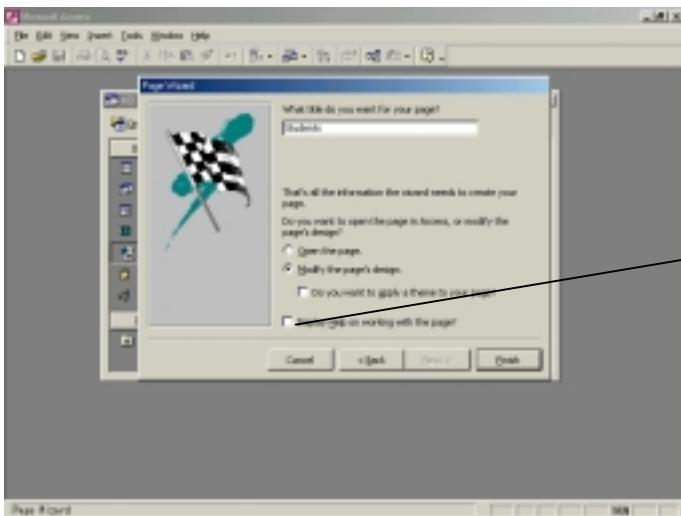 Microsoft Access
File Edit View Insert Tools Window Help
Page Wizard
What title do you want for your page?
Students
That's all the information the wizard needs to create your
page.
Do you want to open the page in Access, or modify the
page's design?
Open the page.
Modify the page's design.
Do you want to apply a theme to your page?
Display Help on working with the page?
Cancel
< Back
Next >
Finish
Page Wizard
NUM